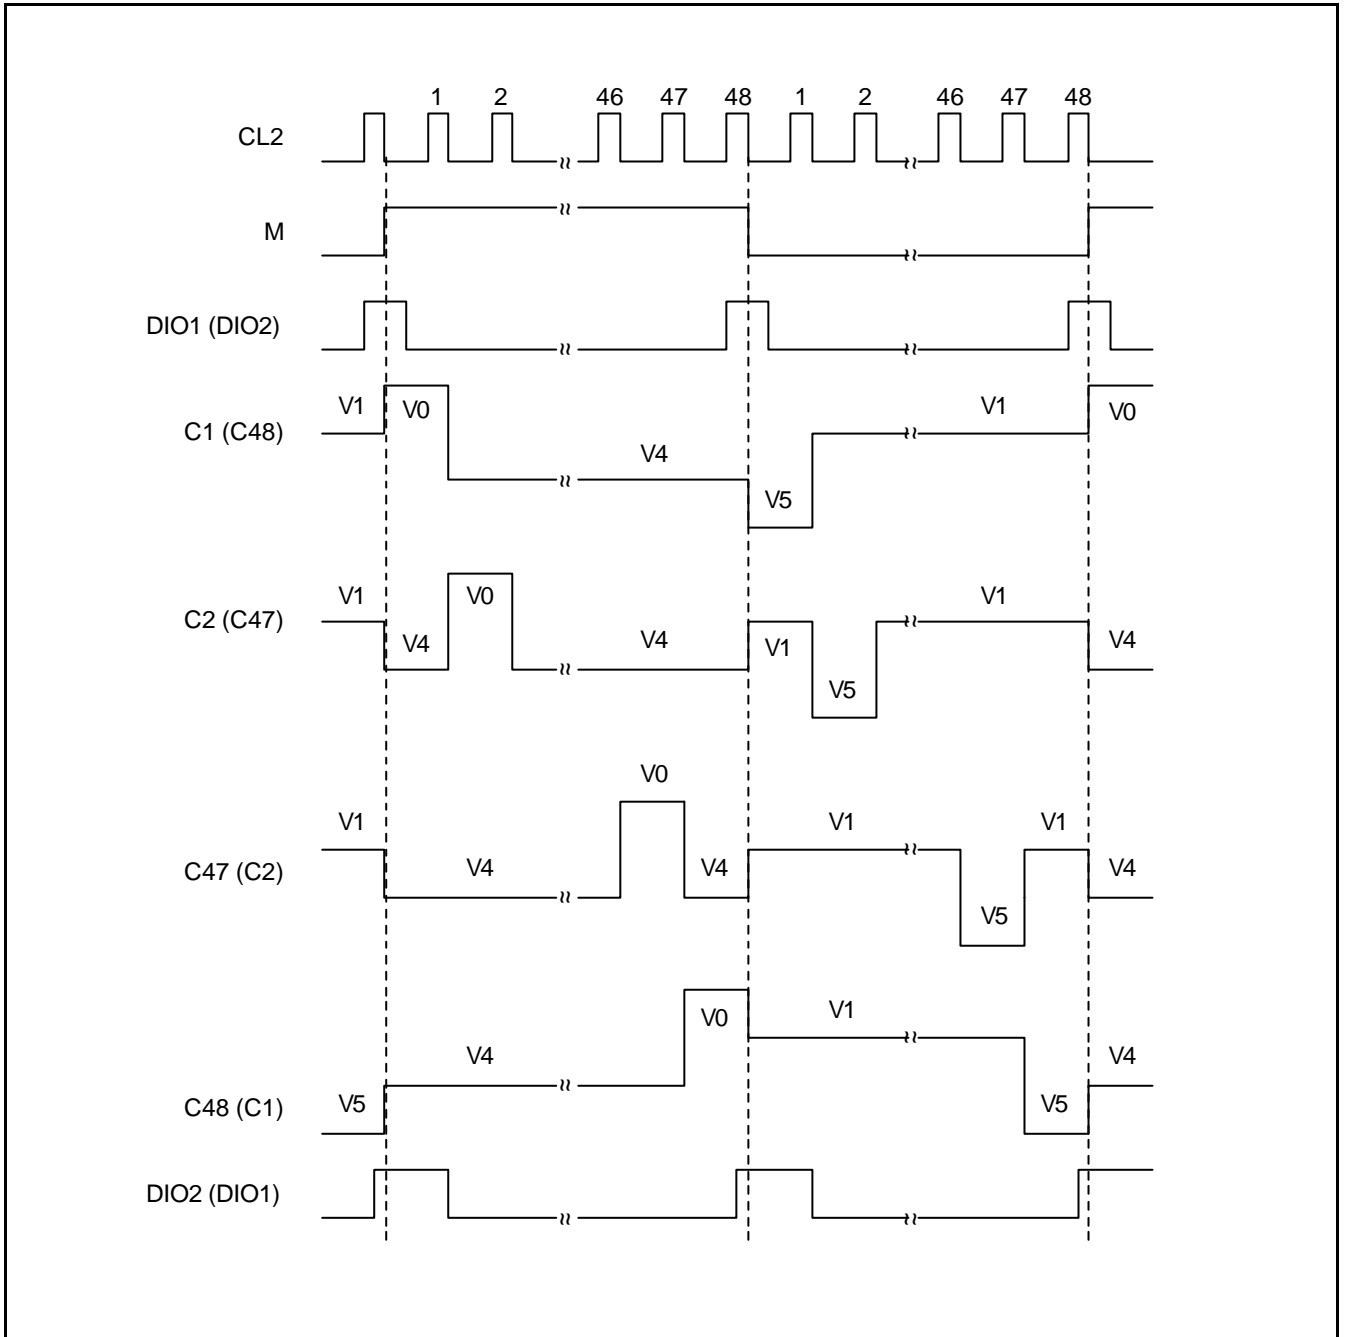 1 2 46 47 48 1 2 46 47 48
CL2
M
DIO1 (DIO2)
V1 V0 V4 V5 V1 V0
C1 (C48)
V1 V4 V0 V4 V1 V5 V1 V4
C2 (C47)
V1 V4 V0 V4 V1 V5 V1 V4
C47 (C2)
V5 V4 V0 V1 V5 V4
C48 (C1)
DIO2 (DIO1)